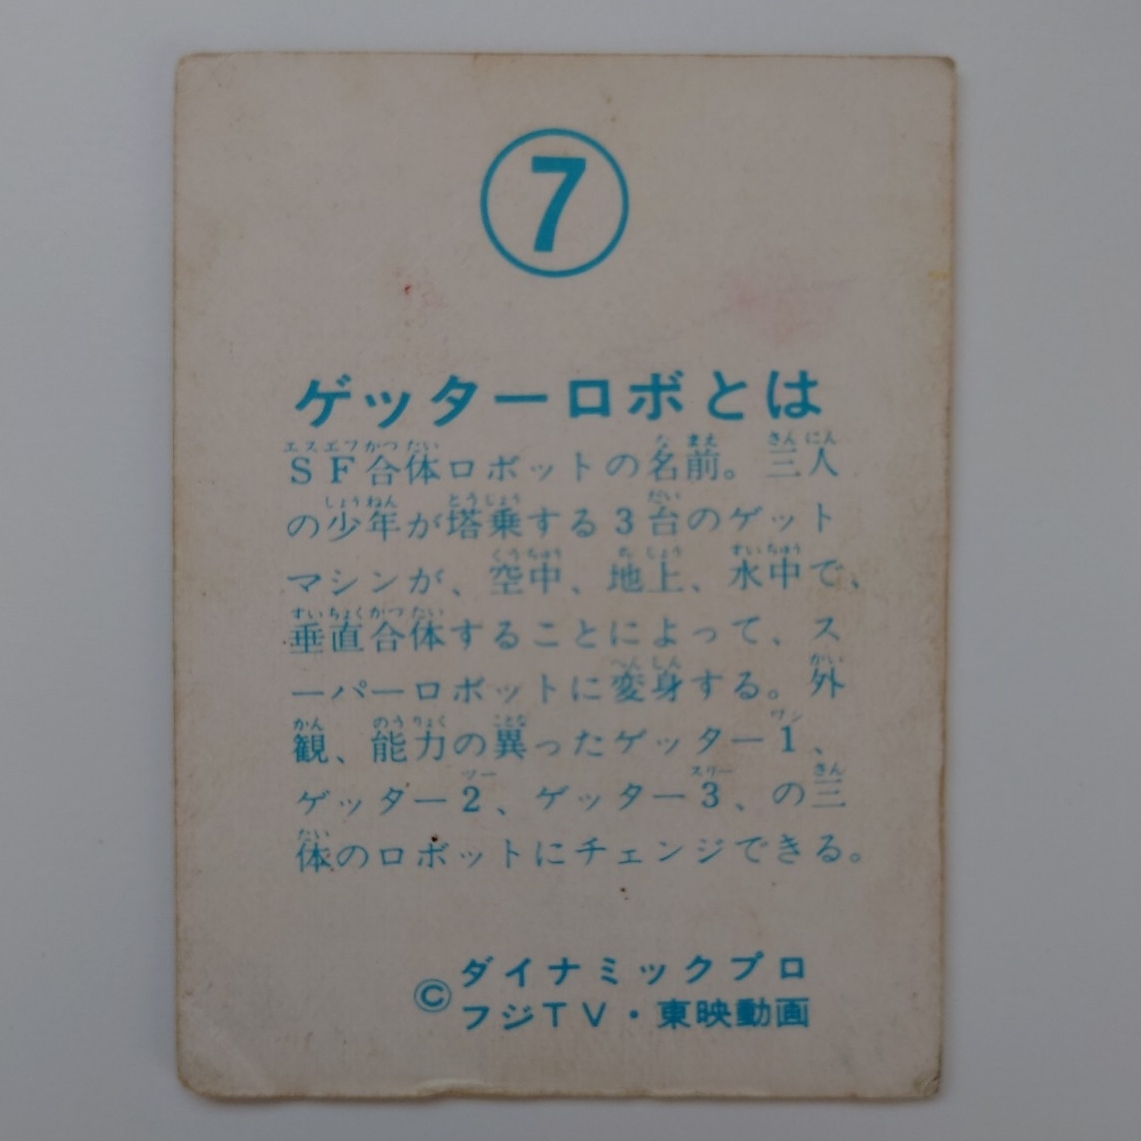 7
ゲッターロボとは
SF合体ロボットの名前。三人
の少年が塔乗する3台のゲット
マシンが、空中、地上、水中で、
垂直合体することによって、ス
ーパーロボットに変身する。外
観、能力の異ったゲッター1、
ゲッター2、ゲッター3、の三
体のロボットにチェンジできる。
©ダイナミックプロ
フジTV・東映動画